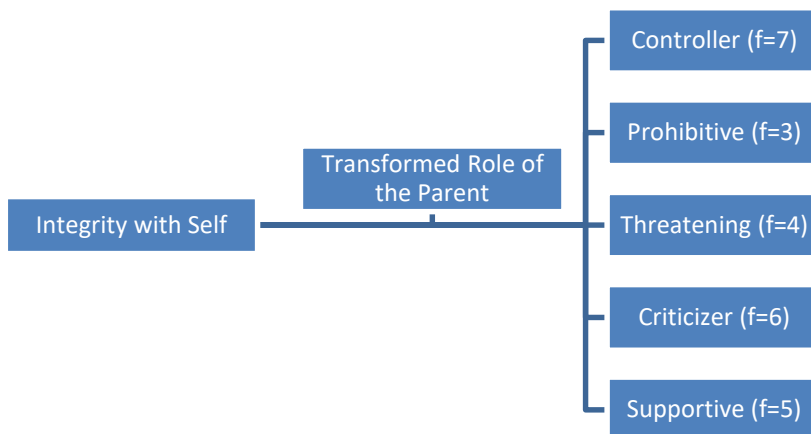 Controller (f=7)
Prohibitive (f=3)
Transformed Role of
the Parent
Integrity with Self
Threatening (f=4)
Criticizer (f=6)
Supportive (f=5)